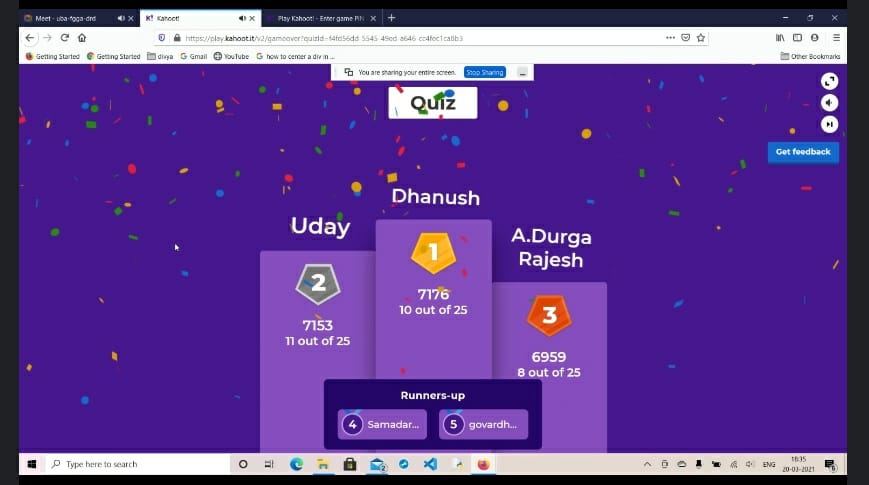 Meet - uba-fgga-drd
Kahoot!
Play Kahoot! - Enter game PIN
https://play.kahoot.it/v2/gameover?quizId=f4fd56dd-5545-49od-a646-cc4fec1ca8b3
Getting Started
Getting Started
divya
Gmail
YouTube
how to center a div in ...
Other Bookmarks
You are sharing your entire screen.
Stop Sharing
Quiz
Get feedback
Dhanush
Uday
A.Durga
Rajesh
1
2
3
7176
10 out of 25
7153
11 out of 25
6959
8 out of 25
Runners-up
4 Samadar...
5 govardh...
Type here to search
ENG
18:35
20-03-2021